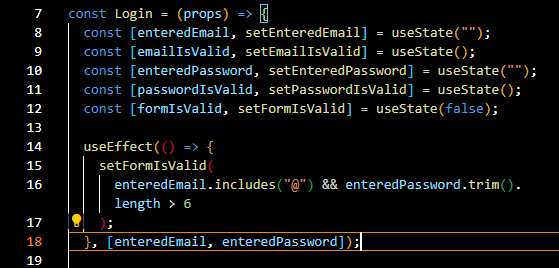 7 const Login = (props) => {
8 const [enteredEmail, setEnteredEmail] = useState("");
9 const [emailIsValid, setEmailIsValid] = useState();
10 const [enteredPassword, setEnteredPassword] = useState("");
11 const [passwordIsValid, setPasswordIsValid] = useState();
12 const [formIsValid, setFormIsValid] = useState(false);
13
14 useEffect(() => {
15 setFormIsValid(
16 enteredEmail.includes("@") && enteredPassword.trim().
length > 6
17 );
18 }, [enteredEmail, enteredPassword]);
19